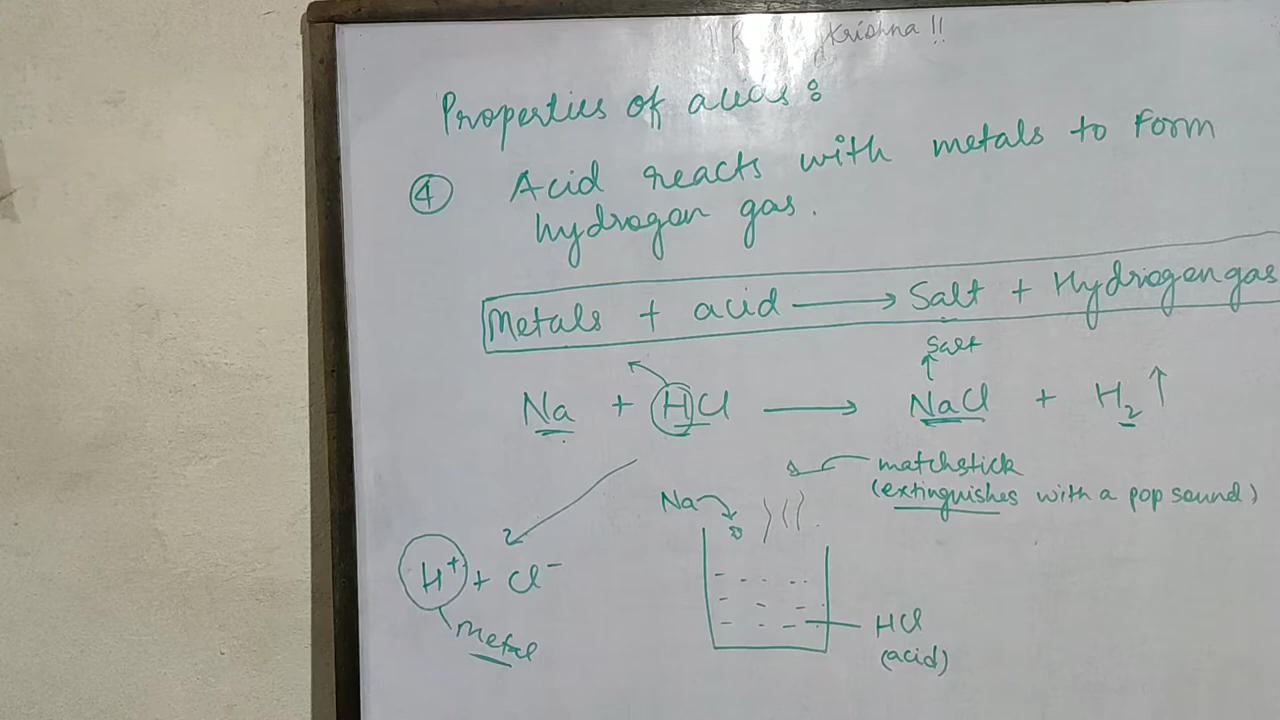 Krishna !!
Properties of acids :
④ Acid reacts with metals to form
hydrogen gas.
Metals + acid ⟶ Salt + Hydrogen gas
Salt
↑
Na + HCl ⟶ NaCl + H₂ ↑
matchstick
(extinguishes with a pop sound)
Na
H⁺ + Cl⁻
Metal
HCl
(acid)